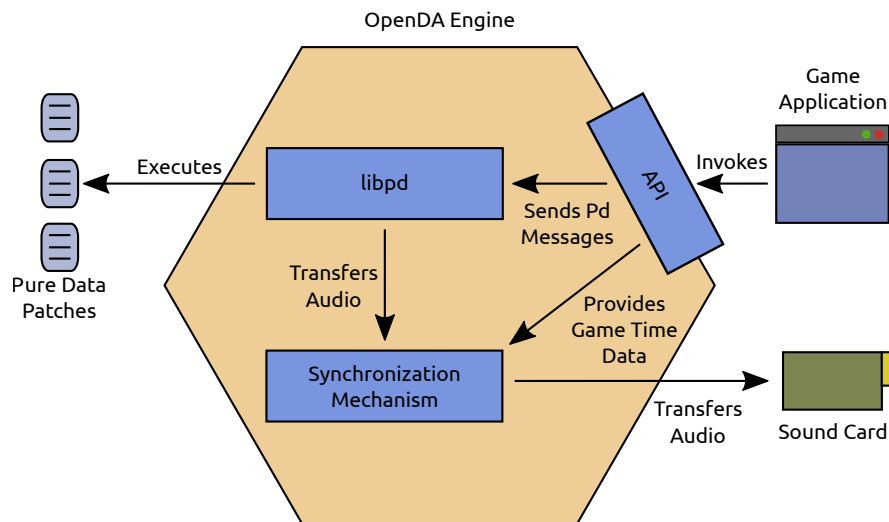 OpenDA Engine
Game
Application
Executes
libpd
API
Invokes
Sends Pd
Messages
Pure Data
Patches
Transfers
Audio
Provides
Game Time
Data
Synchronization
Mechanism
Transfers
Audio
Sound Card